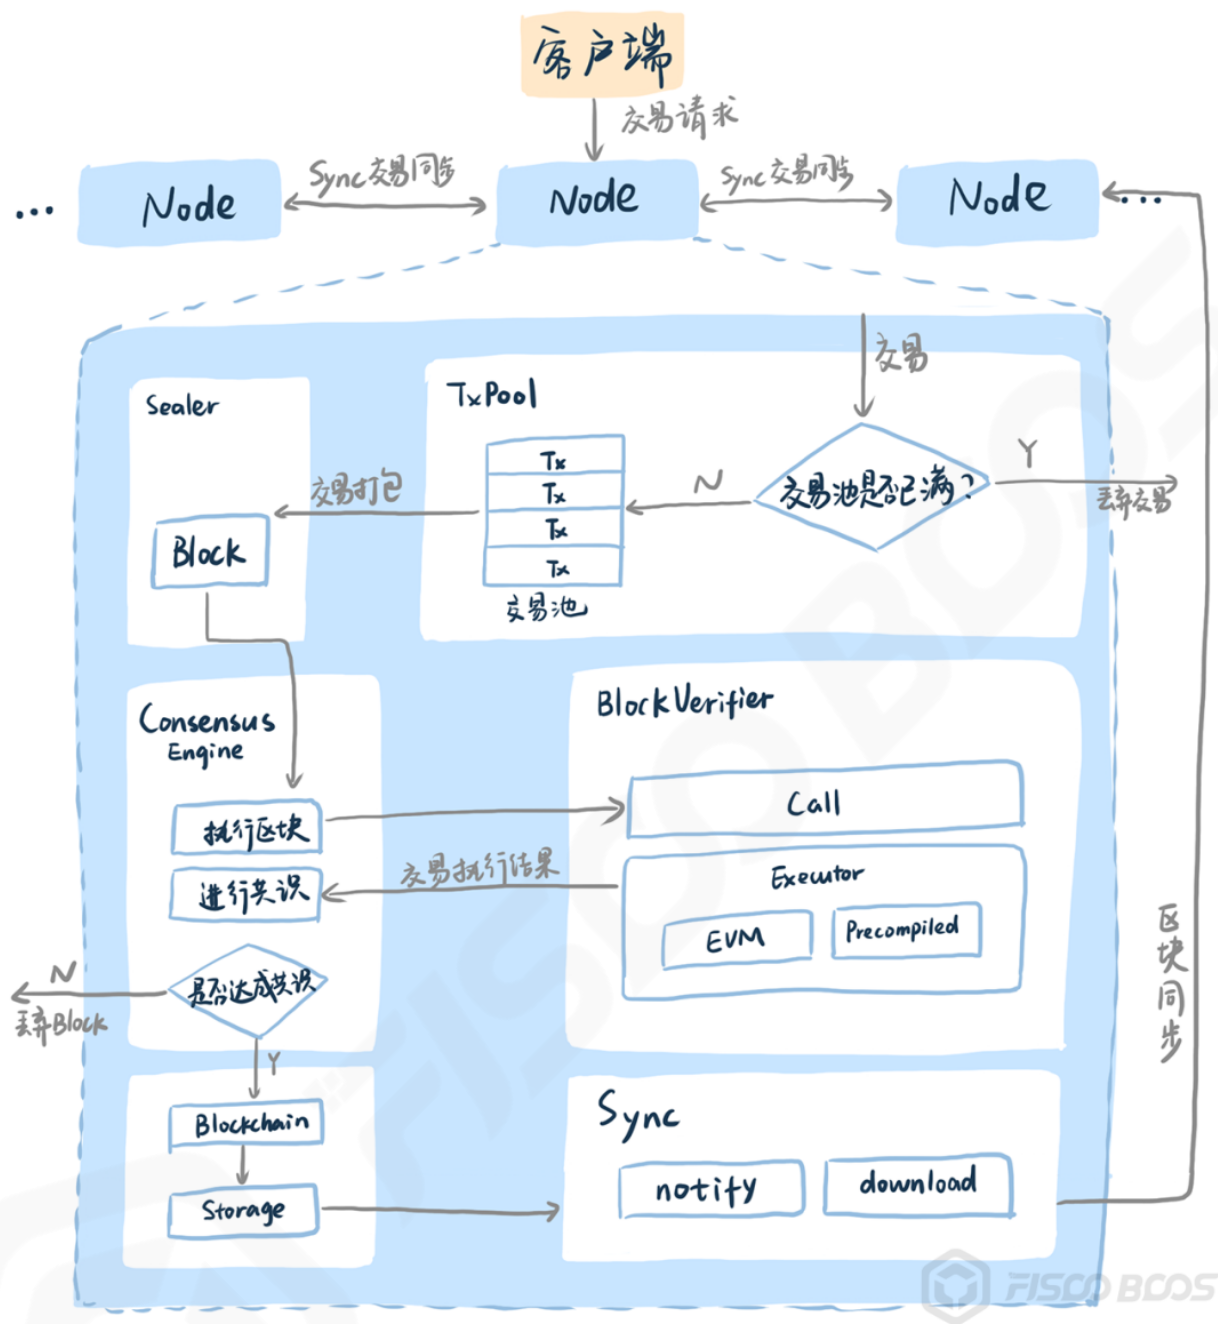 客户端
交易请求
Sync交易同步
Sync交易同步
...
Node
Node
Node
...
交易
Sealer
TxPool
Tx
Tx
Tx
Tx
交易池
交易池是否已满?
N
Y
丢弃交易
交易打包
Block
Consensus
Engine
执行区块
进行共识
是否达成共识
N
丢弃Block
Y
交易执行结果
BlockVerifier
Call
Executor
EVM
Precompiled
区块同步
Blockchain
Storage
Sync
notify
download
FISCO BCOS
FISCO BCOS